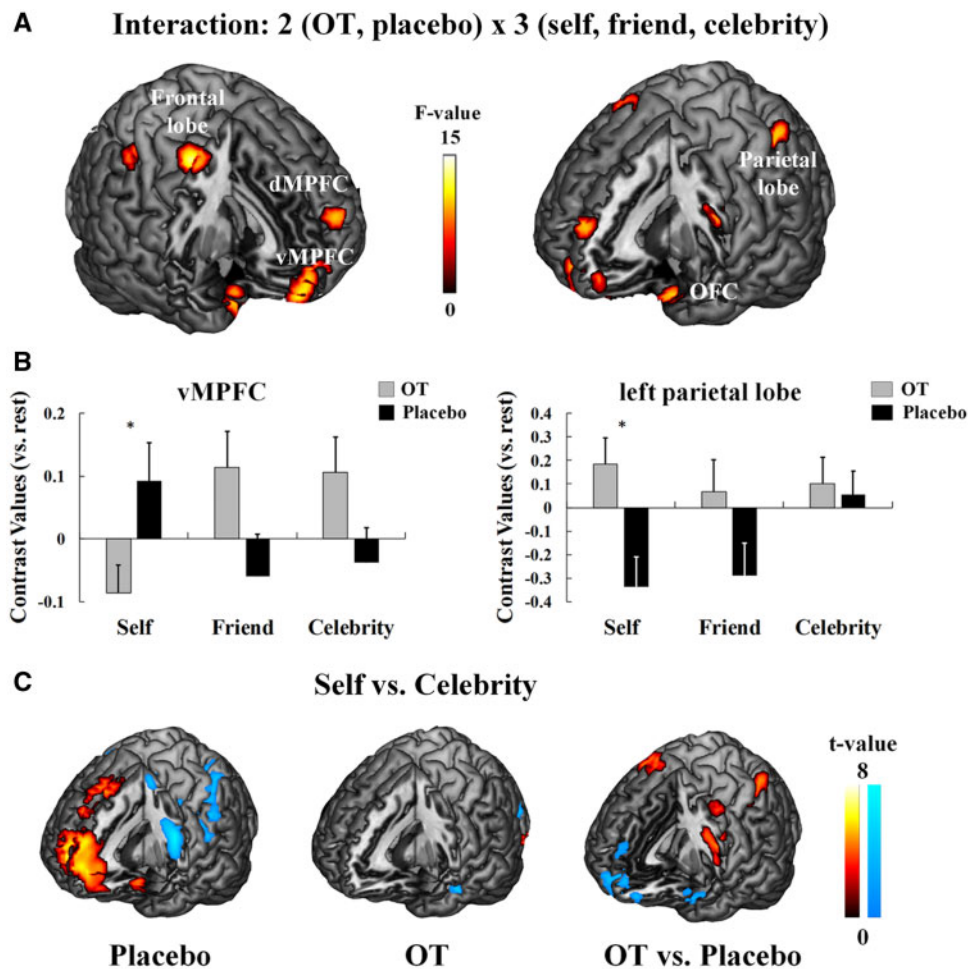 A
Interaction: 2 (OT, placebo) x 3 (self, friend, celebrity)
Frontal
lobe
dMPFC
vMPFC
F-value
15
0
Parietal
lobe
OFC
B
vMPFC
OT
Placebo
Contrast Values (vs. rest)
0.2
0.1
0
-0.1
*
Self Friend Celebrity
left parietal lobe
OT
Placebo
Contrast Values (vs. rest)
0.4
0.3
0.2
0.1
0
-0.1
-0.2
-0.3
-0.4
*
Self Friend Celebrity
C
Self vs. Celebrity
t-value
8
0
Placebo OT OT vs. Placebo